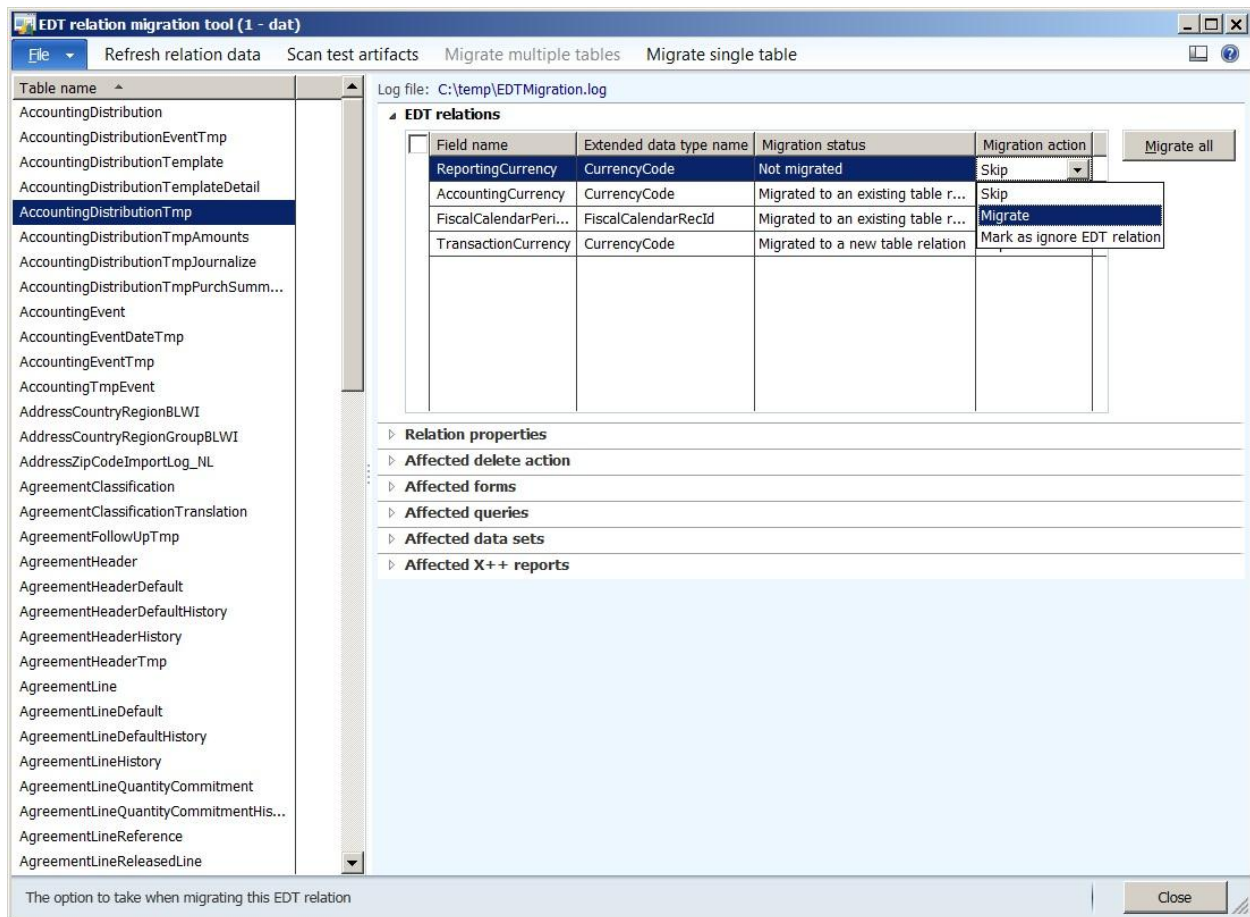 EDT relation migration tool (1 - dat)
File Refresh relation data Scan test artifacts Migrate multiple tables Migrate single table
Table name
AccountingDistribution
AccountingDistributionEventTmp
AccountingDistributionTemplate
AccountingDistributionTemplateDetail
AccountingDistributionTmp
AccountingDistributionTmpAmounts
AccountingDistributionTmpJournalize
AccountingDistributionTmpPurchSumm...
AccountingEvent
AccountingEventDateTmp
AccountingEventTmp
AccountingTmpEvent
AddressCountryRegionBLWI
AddressCountryRegionGroupBLWI
AddressZipCodeImportLog_NL
AgreementClassification
AgreementClassificationTranslation
AgreementFollowUpTmp
AgreementHeader
AgreementHeaderDefault
AgreementHeaderDefaultHistory
AgreementHeaderHistory
AgreementHeaderTmp
AgreementLine
AgreementLineDefault
AgreementLineDefaultHistory
AgreementLineHistory
AgreementLineQuantityCommitment
AgreementLineQuantityCommitmentHis...
AgreementLineReference
AgreementLineReleasedLine
Log file: C:\temp\EDTMigration.log
EDT relations
Field name Extended data type name Migration status Migration action
Migrate all
ReportingCurrency CurrencyCode Not migrated Skip
AccountingCurrency CurrencyCode Migrated to an existing table r...
FiscalCalendarPeri... FiscalCalendarRecId Migrated to an existing table r...
TransactionCurrency CurrencyCode Migrated to a new table relation
Skip
Migrate
Mark as ignore EDT relation
Relation properties
Affected delete action
Affected forms
Affected queries
Affected data sets
Affected X++ reports
The option to take when migrating this EDT relation
Close